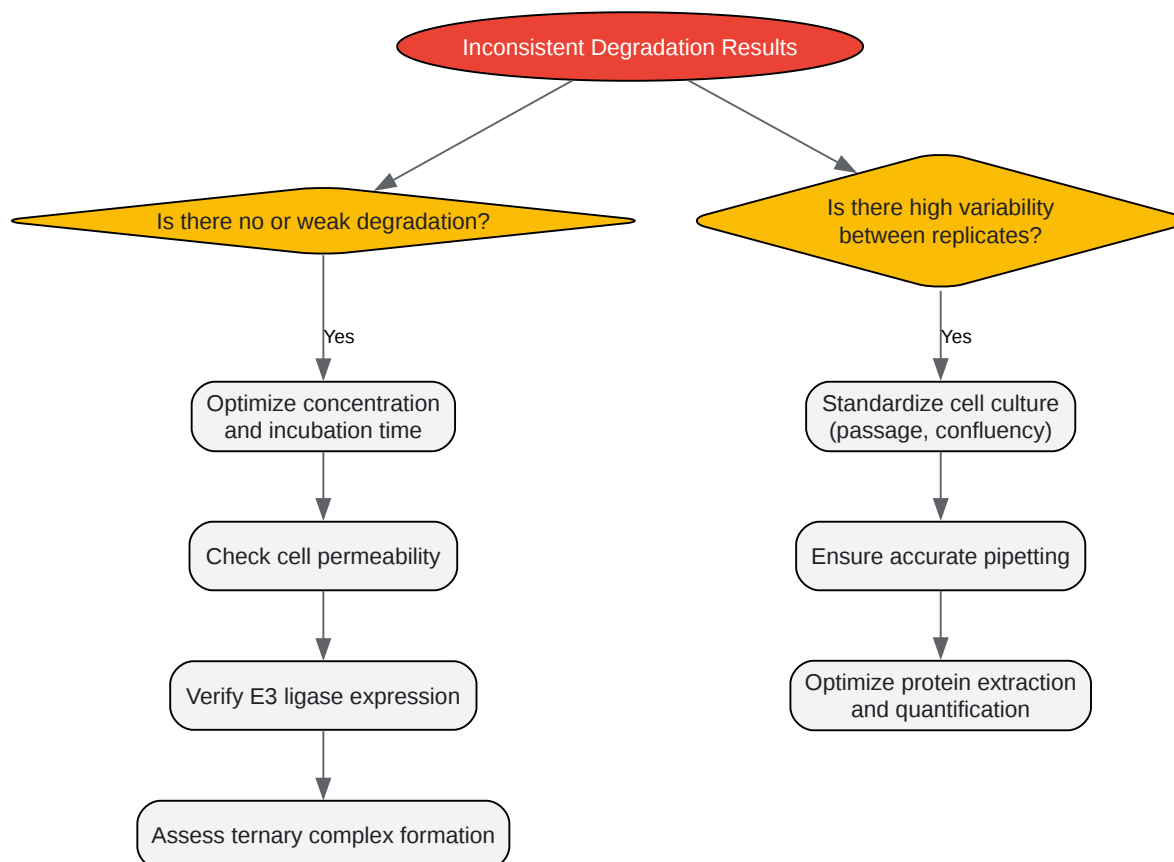 Inconsistent Degradation Results
Is there no or weak degradation?
Is there high variability
between replicates?
Yes
Yes
Optimize concentration
and incubation time
Standardize cell culture
(passage, confluency)
Check cell permeability
Ensure accurate pipetting
Verify E3 ligase expression
Optimize protein extraction
and quantification
Assess ternary complex formation